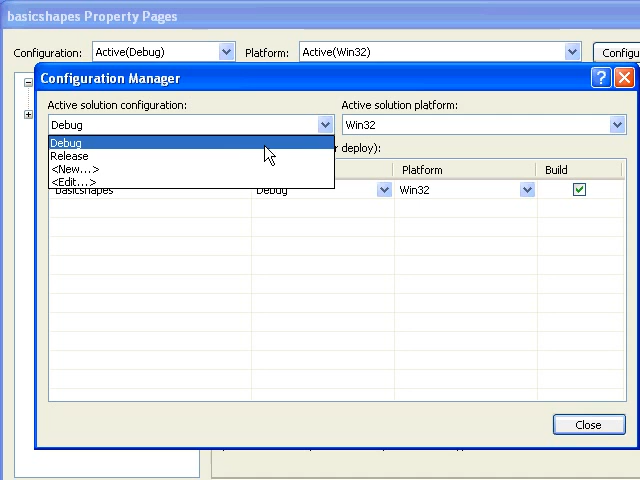 basicshapes Property Pages
Configuration: Active(Debug) Platform: Active(Win32) Configu
Configuration Manager
Active solution configuration: Active solution platform:
Debug Win32
Debug
Release
<New...>
<Edit...>
r deploy):
Platform Build
basicshapes Debug Win32
Close